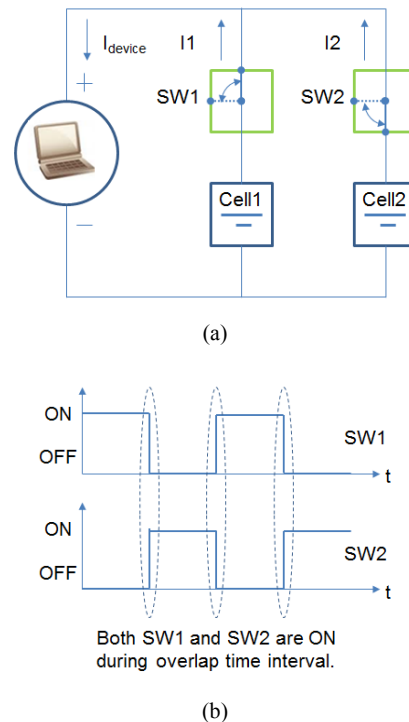 I_device
I1
I2
+
SW1
SW2
−
Cell1
Cell2
(a)
ON
OFF
SW1
t
ON
OFF
SW2
t
Both SW1 and SW2 are ON
during overlap time interval.
(b)